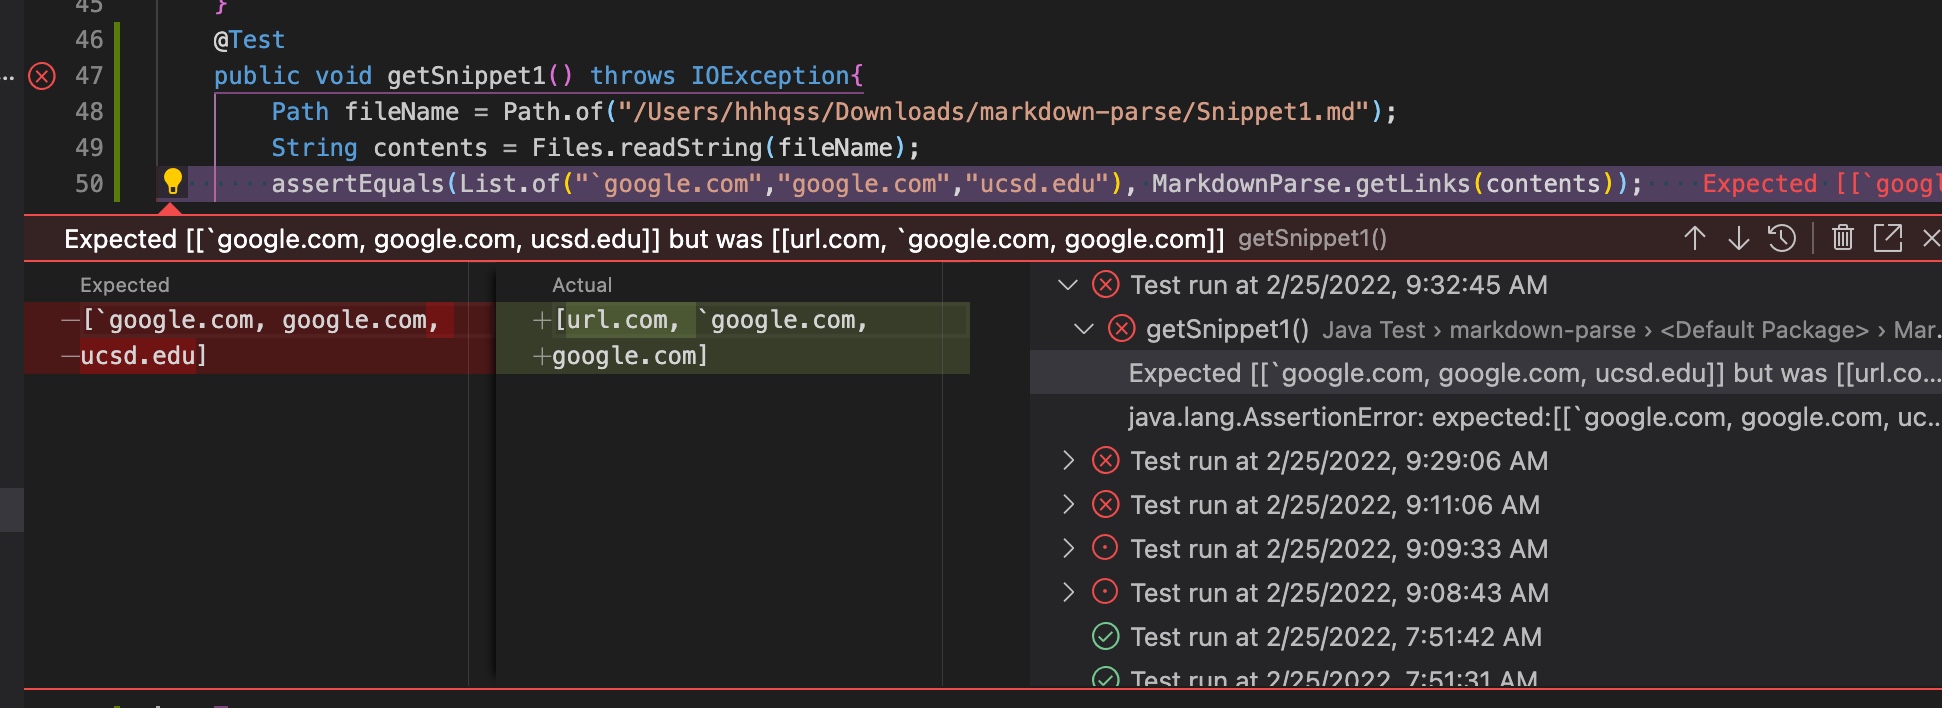 45 }
46 @Test
47 public void getSnippet1() throws IOException{
48 Path fileName = Path.of("/Users/hhhqss/Downloads/markdown-parse/Snippet1.md");
49 String contents = Files.readString(fileName);
50 assertEquals(List.of("`google.com","google.com","ucsd.edu"), MarkdownParse.getLinks(contents)); Expected [[`googl
Expected [[`google.com, google.com, ucsd.edu]] but was [[url.com, `google.com, google.com]] getSnippet1()
Expected
—[`google.com, google.com,
—ucsd.edu]
Actual
+[url.com, `google.com,
+google.com]
Test run at 2/25/2022, 9:32:45 AM
getSnippet1() Java Test › markdown-parse › <Default Package> › Mar...
Expected [[`google.com, google.com, ucsd.edu]] but was [[url.co...
java.lang.AssertionError: expected:[[`google.com, google.com, uc...
Test run at 2/25/2022, 9:29:06 AM
Test run at 2/25/2022, 9:11:06 AM
Test run at 2/25/2022, 9:09:33 AM
Test run at 2/25/2022, 9:08:43 AM
Test run at 2/25/2022, 7:51:42 AM
Test run at 2/25/2022, 7:51:31 AM